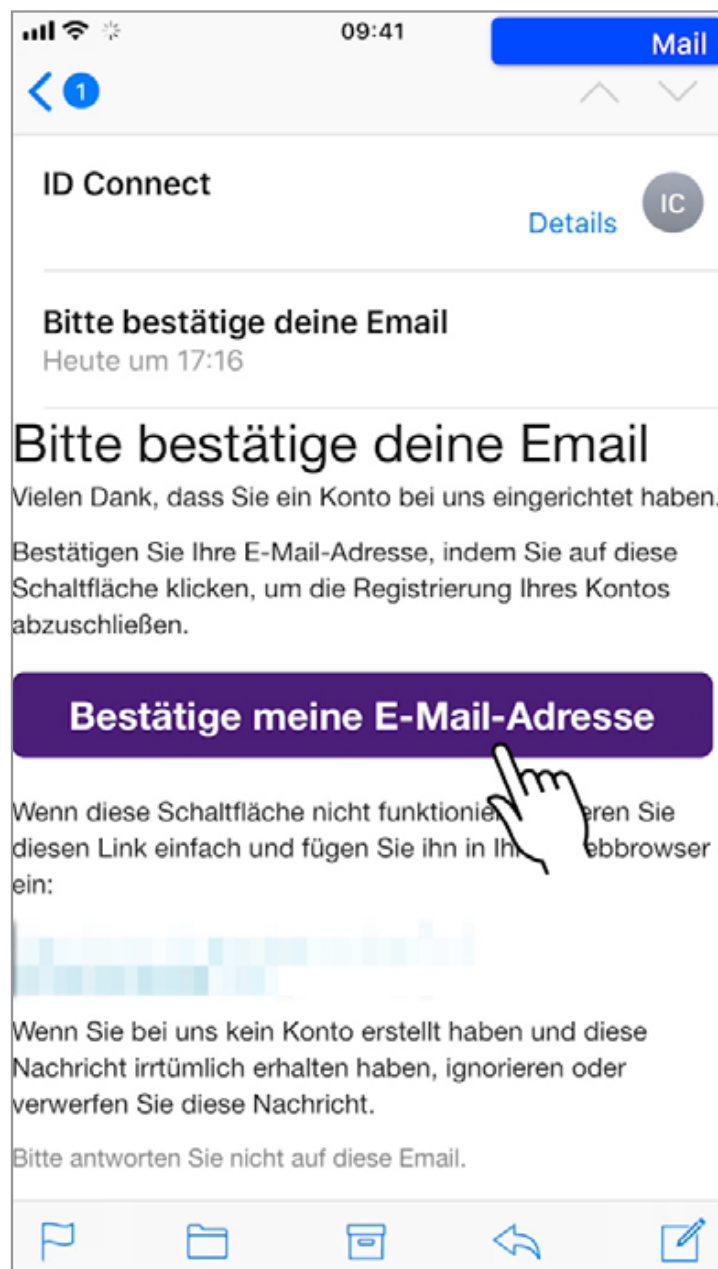 09:41
Mail
1
ID Connect
IC
Details
Bitte bestätige deine Email
Heute um 17:16
Bitte bestätige deine Email
Vielen Dank, dass Sie ein Konto bei uns eingerichtet haben.
Bestätigen Sie Ihre E-Mail-Adresse, indem Sie auf diese
Schaltfläche klicken, um die Registrierung Ihres Kontos
abzuschließen.
Bestätige meine E-Mail-Adresse
Wenn diese Schaltfläche nicht Sie
diesen Link einfach und fügen Sie ihn in
ein:
Wenn Sie bei uns kein Konto erstellt haben und diese
Nachricht irrtümlich erhalten haben, ignorieren oder
verwerfen Sie diese Nachricht.
Bitte antworten Sie nicht auf diese Email.